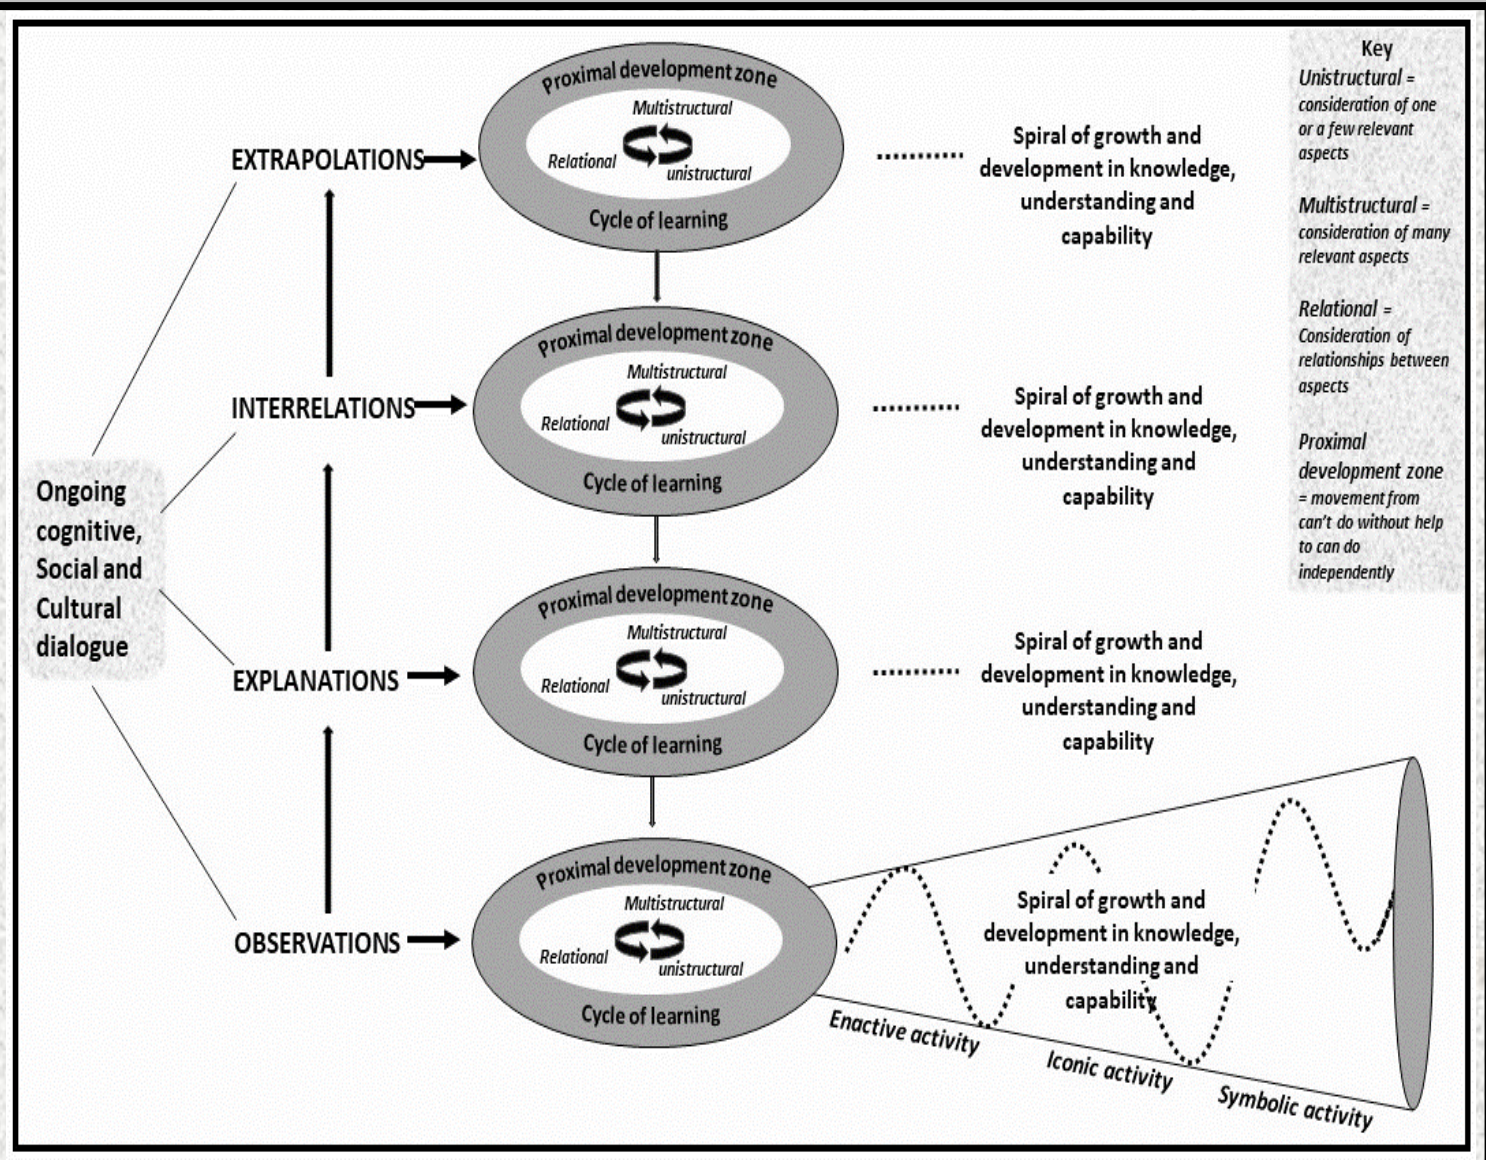 Proximal development zone
Multistructural
Relational
unistructural
Cycle of learning
EXTRAPOLATIONS
Spiral of growth and
development in knowledge,
understanding and
capability
Proximal development zone
Multistructural
Relational
unistructural
Cycle of learning
INTERRELATIONS
Spiral of growth and
development in knowledge,
understanding and
capability
Ongoing
cognitive,
Social and
Cultural
dialogue
Proximal development zone
Multistructural
Relational
unistructural
Cycle of learning
EXPLANATIONS
Spiral of growth and
development in knowledge,
understanding and
capability
Proximal development zone
Multistructural
Relational
unistructural
Cycle of learning
OBSERVATIONS
Spiral of growth and
development in knowledge,
understanding and
capability
Enactive activity
Iconic activity
Symbolic activity
Key
Unistructural =
consideration of one
or a few relevant
aspects
Multistructural =
consideration of many
relevant aspects
Relational =
Consideration of
relationships between
aspects
Proximal
development zone
= movement from
can't do without help
to can do
independently